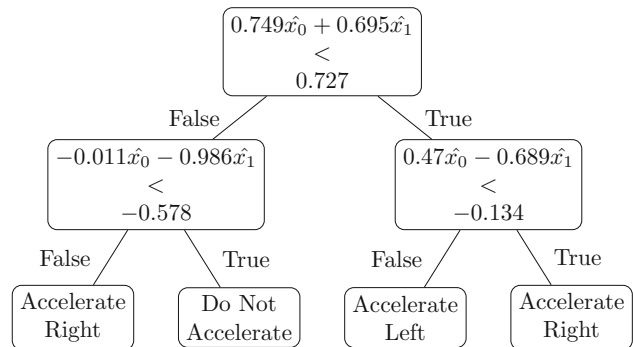 0.749x̂₀ + 0.695x̂₁
<
0.727
False
True
−0.011x̂₀ − 0.986x̂₁
<
−0.578
0.47x̂₀ − 0.689x̂₁
<
−0.134
False
True
False
True
Accelerate
Right
Do Not
Accelerate
Accelerate
Left
Accelerate
Right